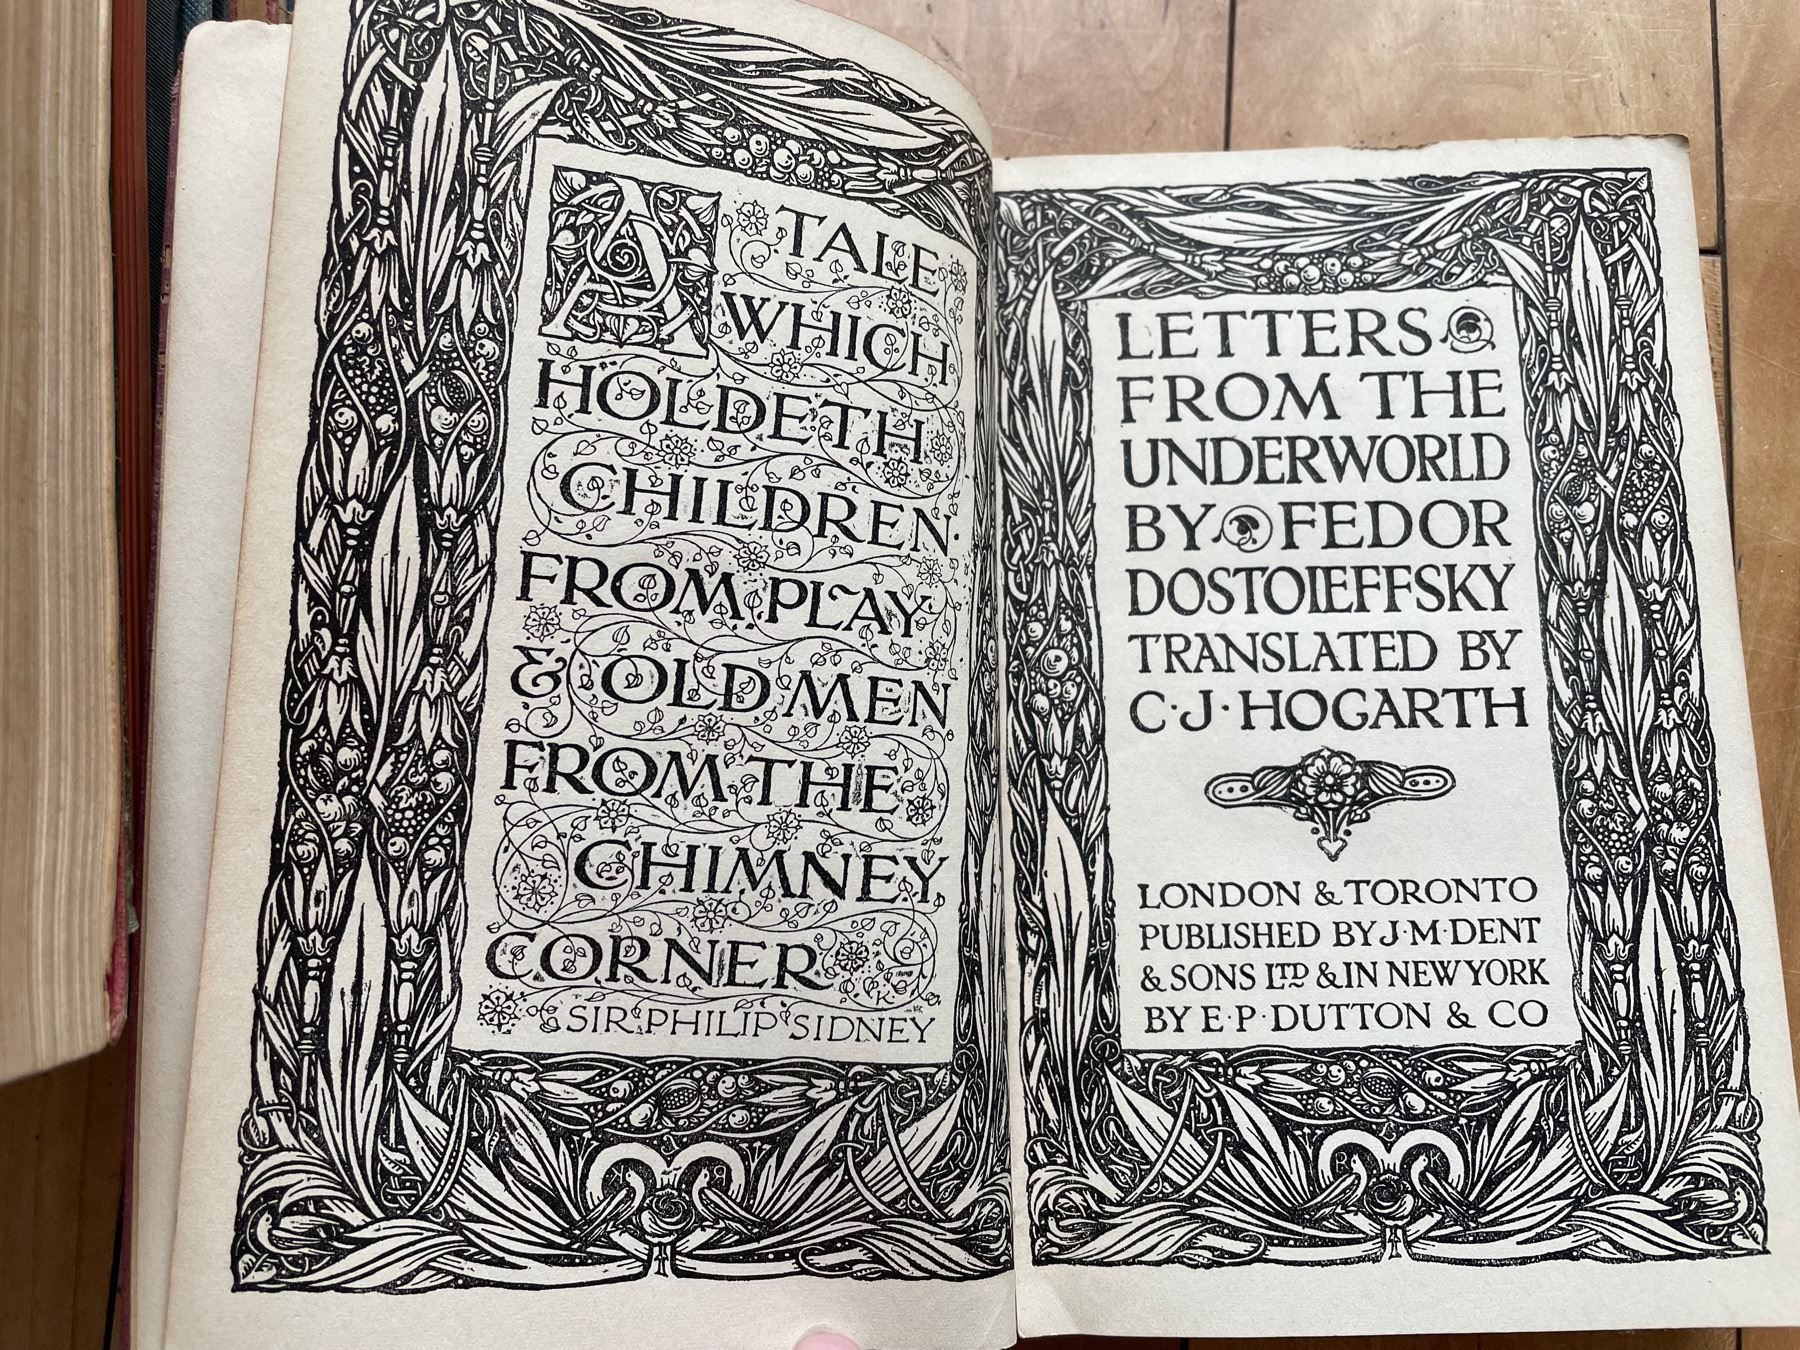 A TALE
WHICH
HOLDETH
CHILDREN
FROM PLAY
& OLD MEN
FROM THE
CHIMNEY
CORNER
SIR PHILIP SIDNEY
LETTERS
FROM THE
UNDERWORLD
BY FEDOR
DOSTOIEFFSKY
TRANSLATED BY
C·J·HOGARTH
LONDON & TORONTO
PUBLISHED BY J·M·DENT
& SONS LTD & IN NEW YORK
BY E·P·DUTTON & CO